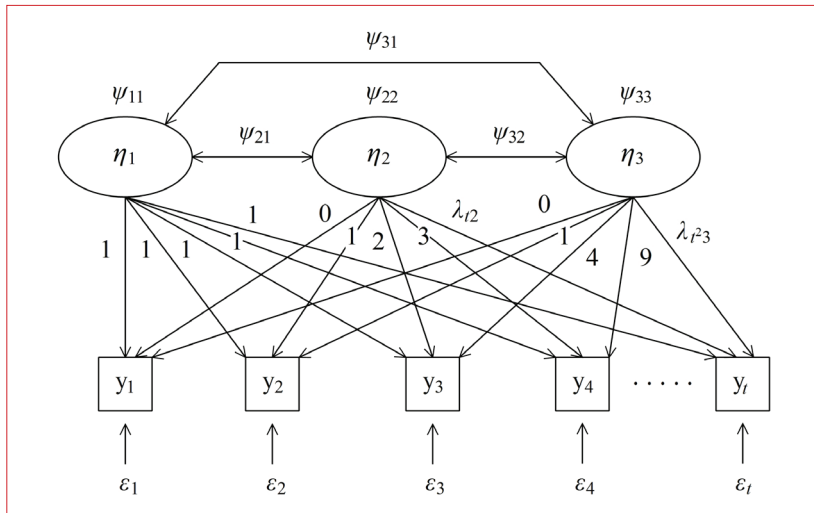 ψ₃₁
ψ₁₁ ψ₂₂ ψ₃₃
ψ₂₁ ψ₃₂
η₁ η₂ η₃
1 0 λₜ₂ 0
1 1 1 1 1 2 3 1 4 9 λₜ²₃
y₁ y₂ y₃ y₄ ..... yₜ
ε₁ ε₂ ε₃ ε₄ εₜ